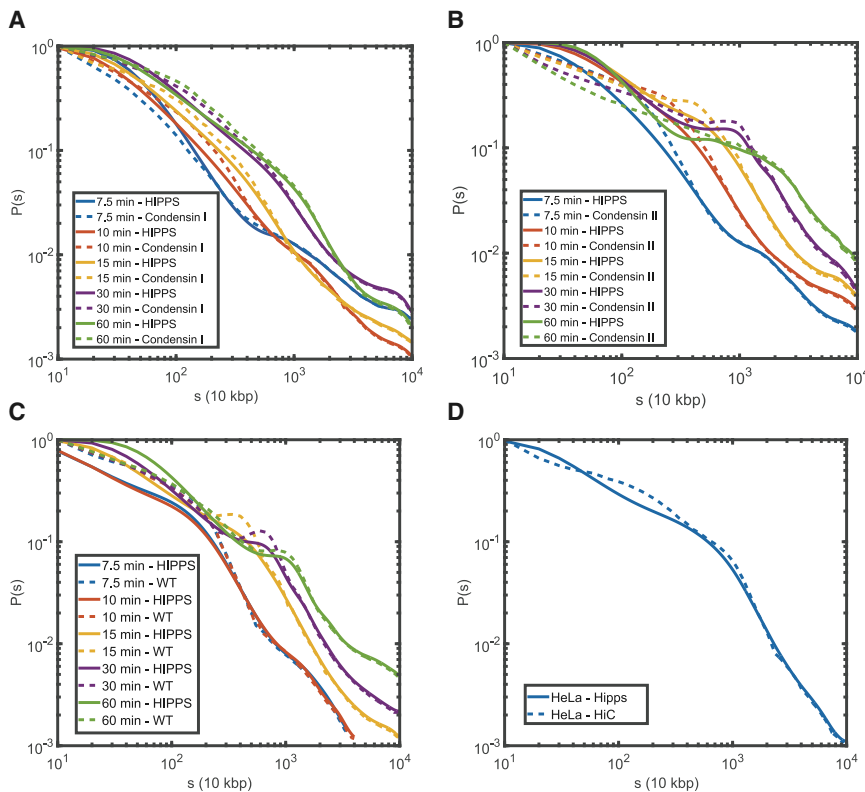 A
10^0
10^-1
10^-2
10^-3
P(s)
7.5 min - HIPPS
7.5 min - Condensin I
10 min - HIPPS
10 min - Condensin I
15 min - HIPPS
15 min - Condensin I
30 min - HIPPS
30 min - Condensin I
60 min - HIPPS
60 min - Condensin I
10^1 10^2 10^3 10^4
s (10 kbp)
B
10^0
10^-1
10^-2
10^-3
P(s)
7.5 min - HIPPS
7.5 min - Condensin II
10 min - HIPPS
10 min - Condensin II
15 min - HIPPS
15 min - Condensin II
30 min - HIPPS
30 min - Condensin II
60 min - HIPPS
60 min - Condensin II
10^1 10^2 10^3 10^4
s (10 kbp)
C
10^0
10^-1
10^-2
10^-3
P(s)
7.5 min - HIPPS
7.5 min - WT
10 min - HIPPS
10 min - WT
15 min - HIPPS
15 min - WT
30 min - HIPPS
30 min - WT
60 min - HIPPS
60 min - WT
10^1 10^2 10^3 10^4
s (10 kbp)
D
10^0
10^-1
10^-2
10^-3
P(s)
HeLa - Hipps
HeLa - HiC
10^1 10^2 10^3 10^4
s (10 kbp)